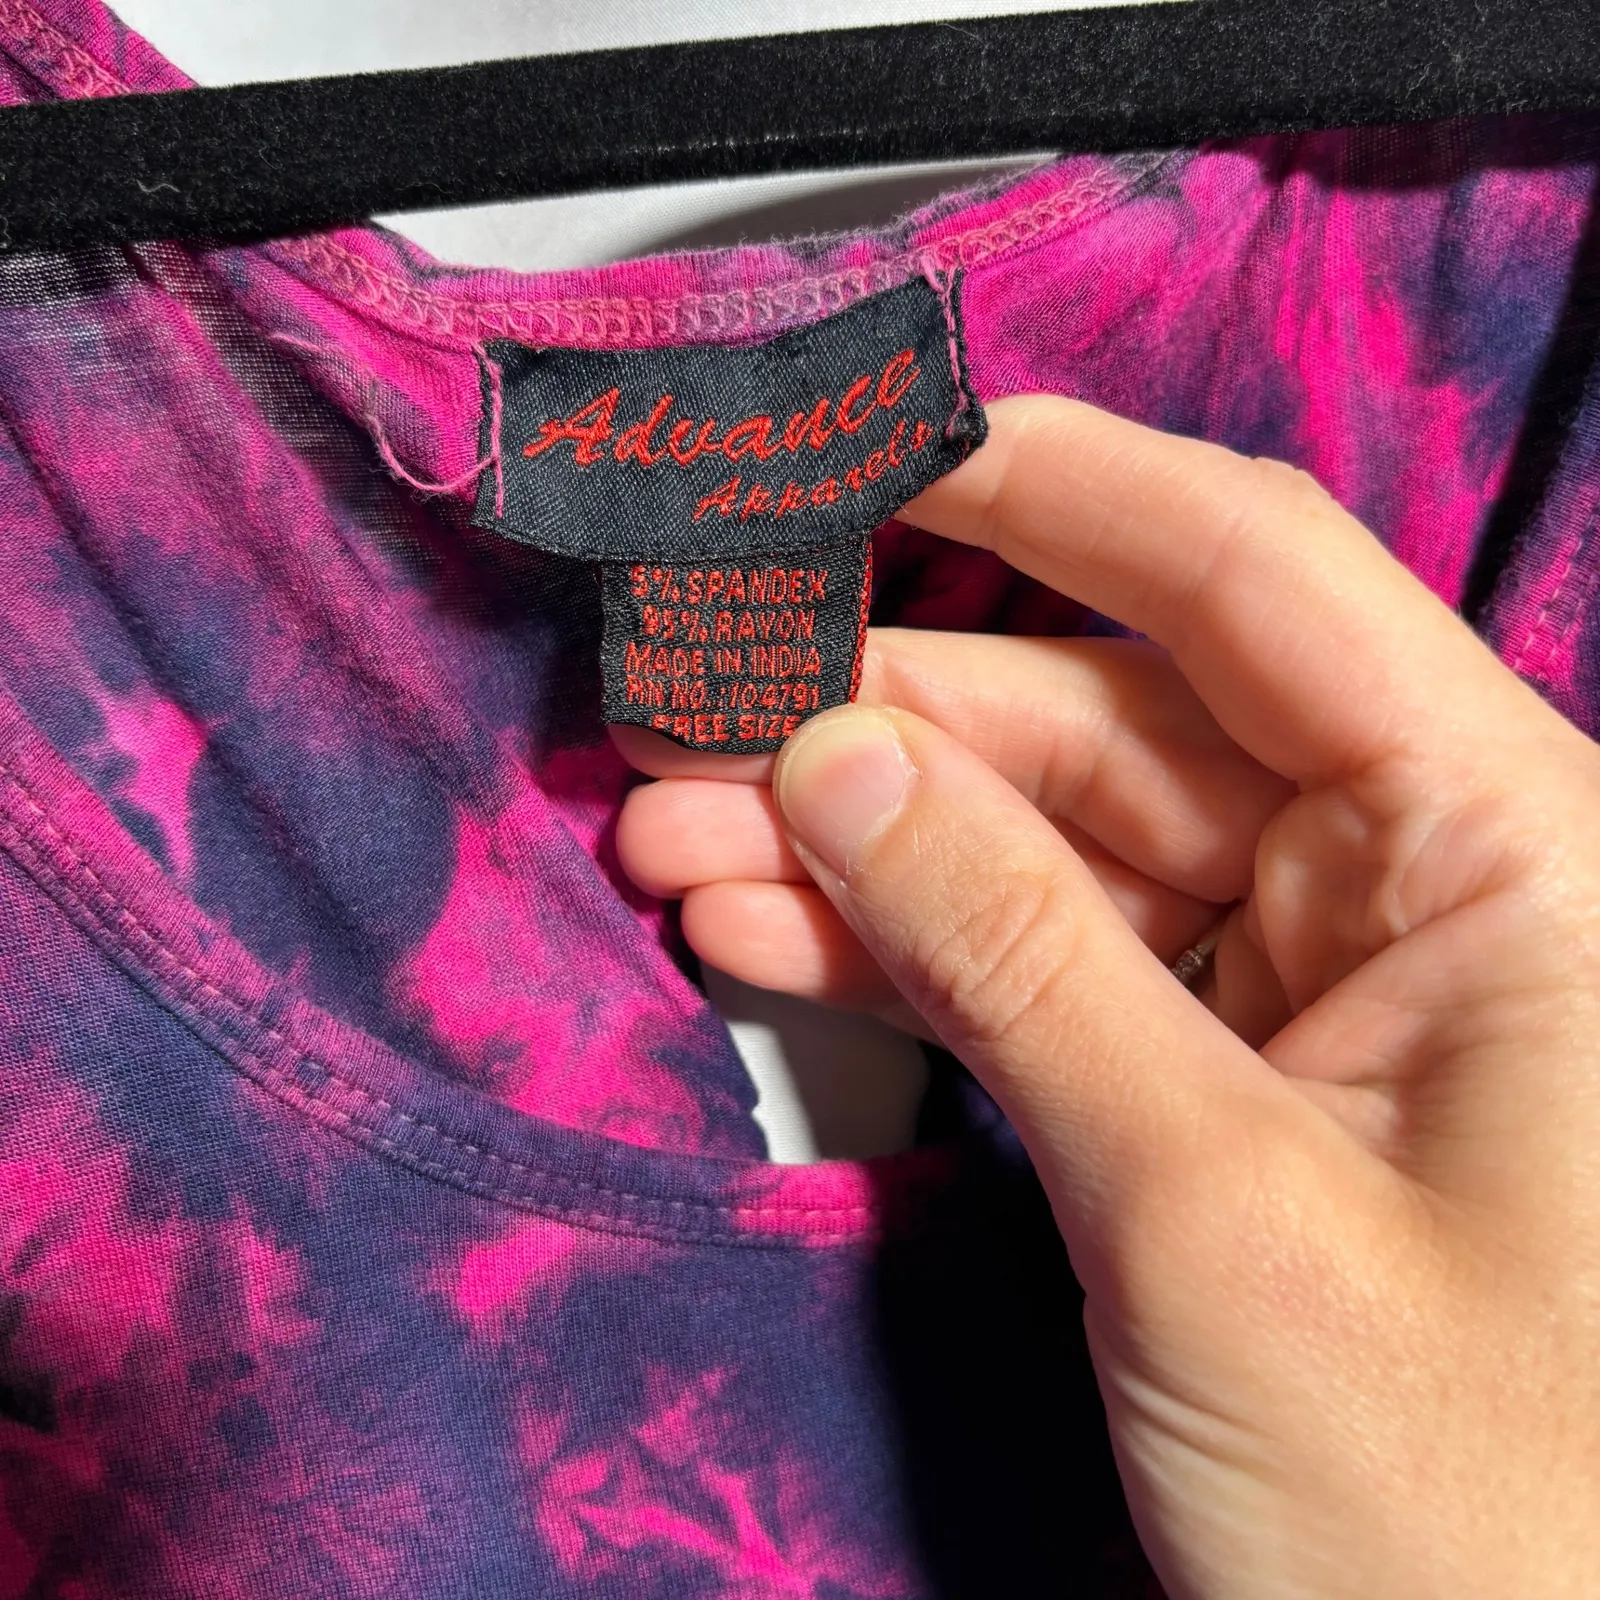 Advance
Apparels
5% SPANDEX
95% RAYON
MADE IN INDIA
RN NO.:104791
FREE SIZE